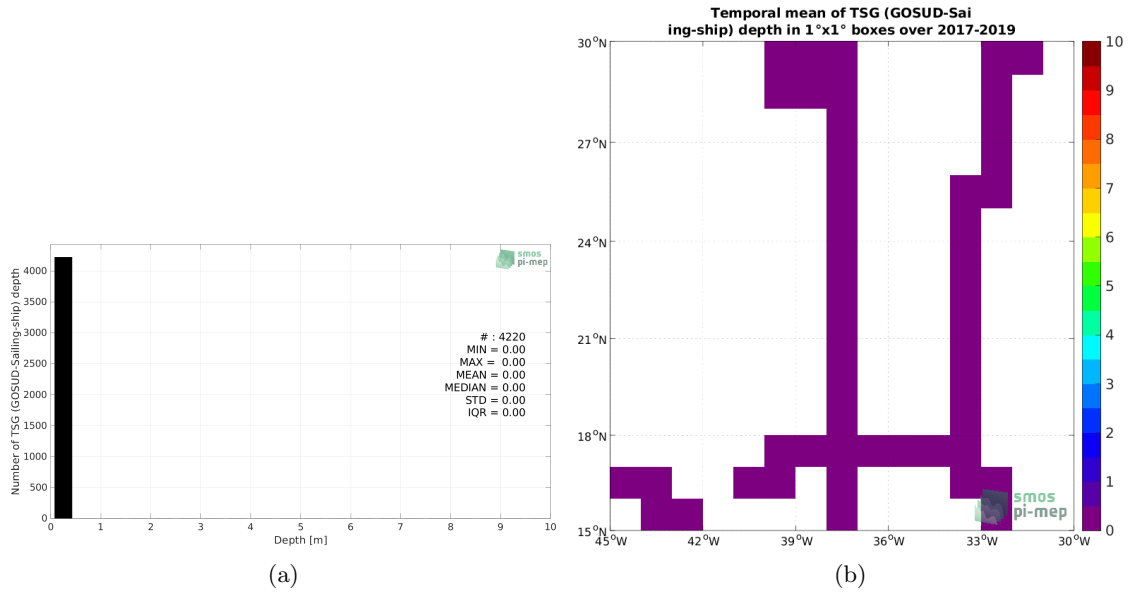 Number of TSG (GOSUD-Sailing-ship) depth
4000
3500
3000
2500
2000
1500
1000
500
0
0 1 2 3 4 5 6 7 8 9 10
Depth [m]
smos
pi-mep
# : 4220
MIN = 0.00
MAX = 0.00
MEAN = 0.00
MEDIAN = 0.00
STD = 0.00
IQR = 0.00
(a)
Temporal mean of TSG (GOSUD-Sai
ing-ship) depth in 1°x1° boxes over 2017-2019
30°N
27°N
24°N
21°N
18°N
15°N
45°W 42°W 39°W 36°W 33°W 30°W
smos
pi-mep
10
9
8
7
6
5
4
3
2
1
0
(b)